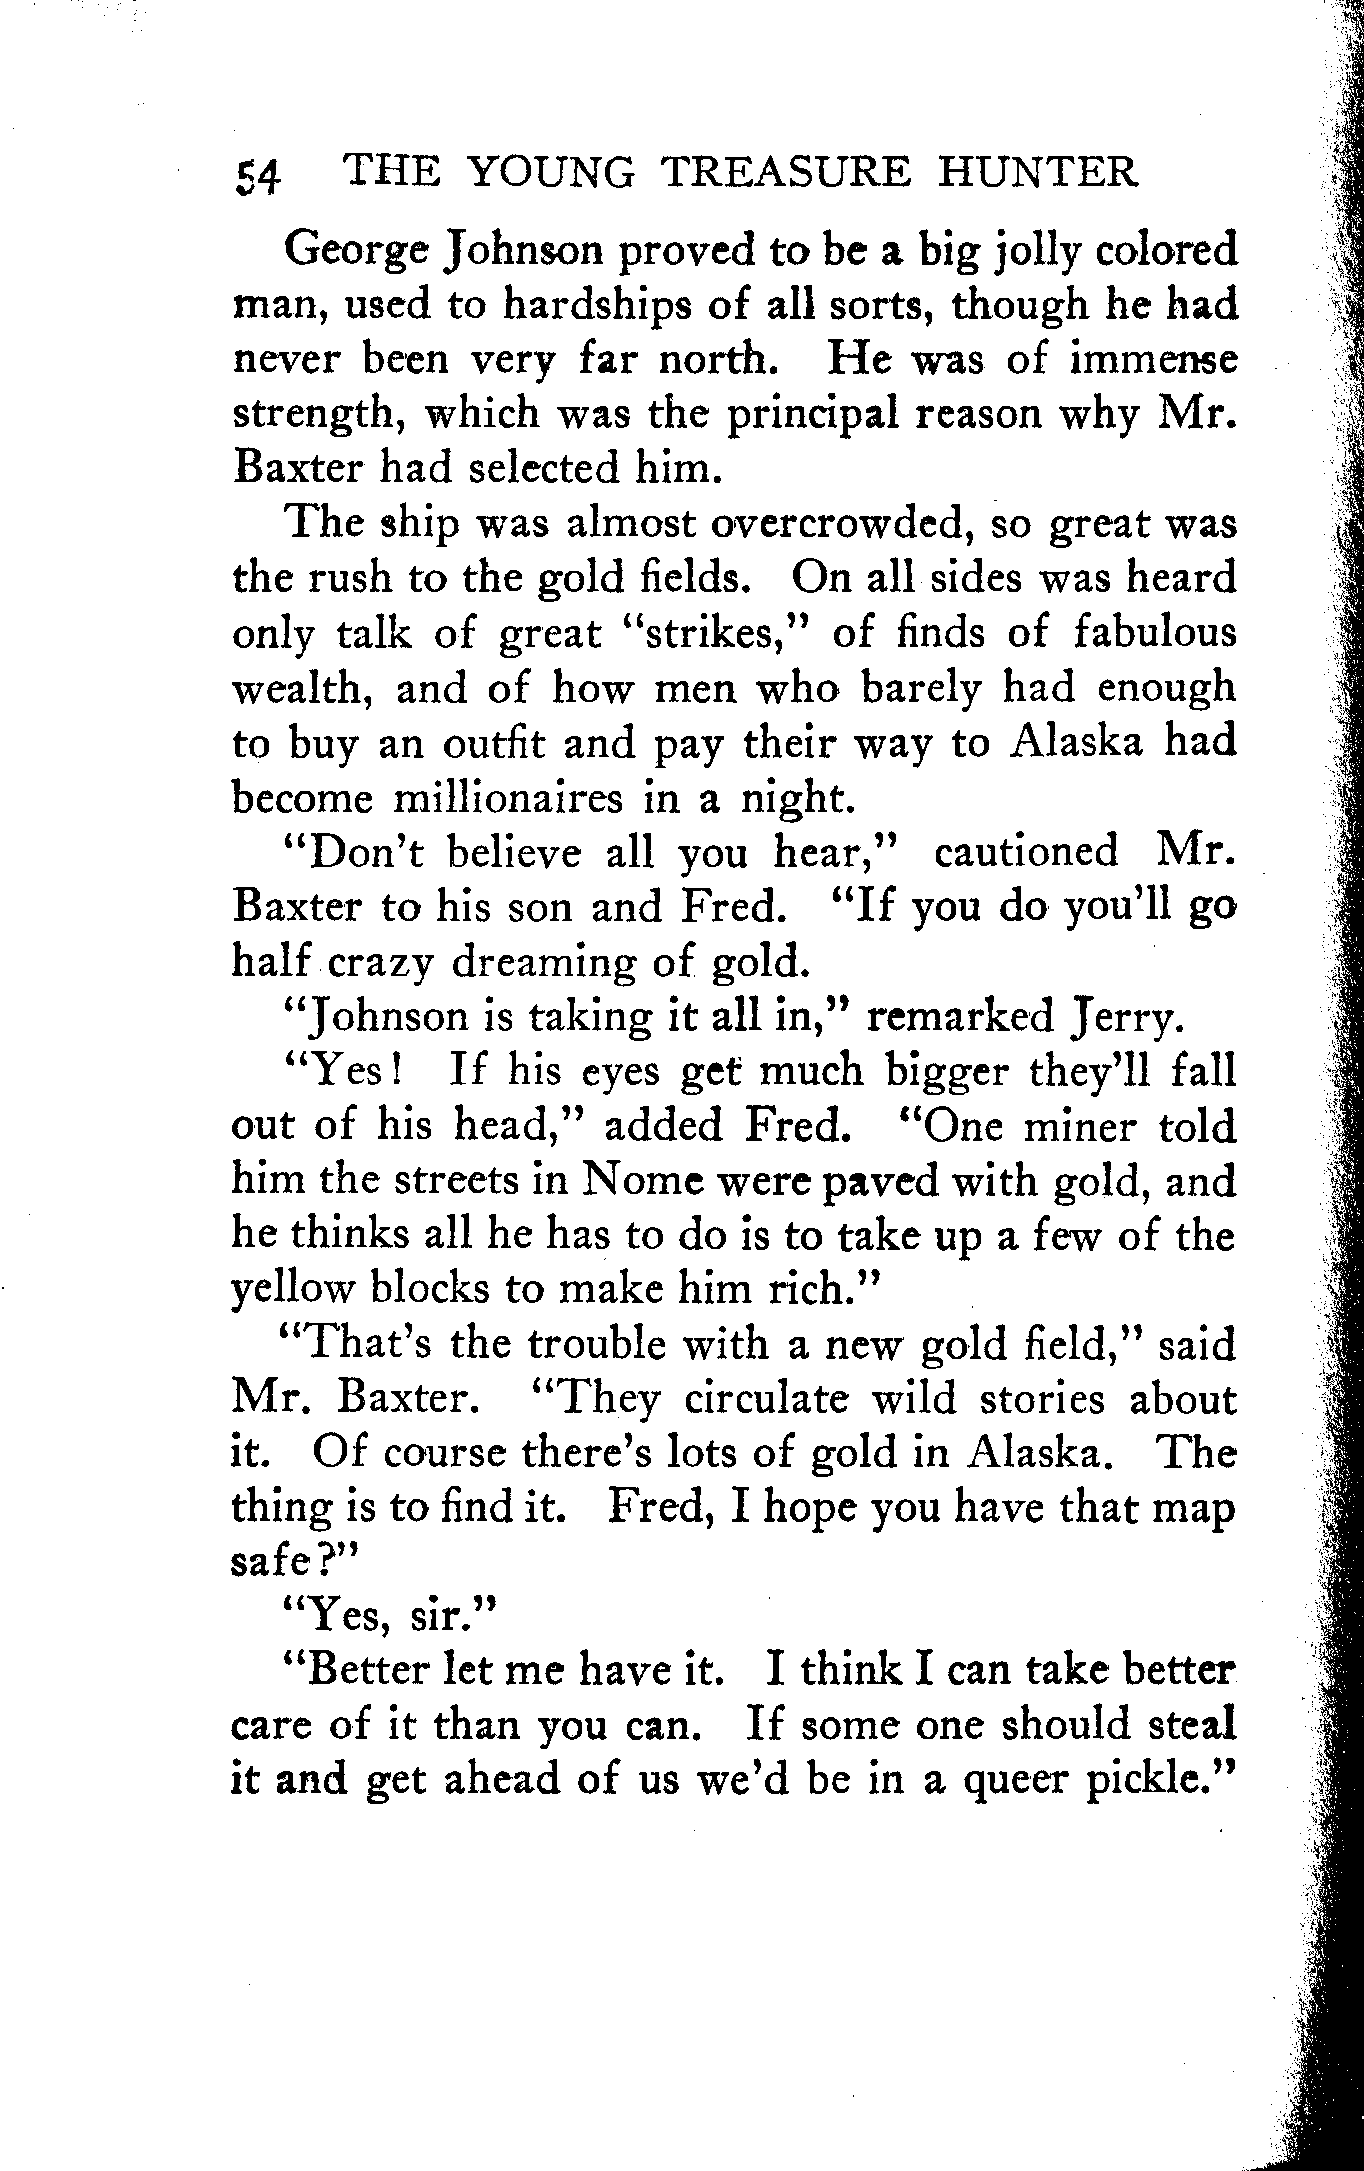 54 THE YOUNG TREASURE HUNTER
George Johnson proved to be a big jolly colored
man, used to hardships of all sorts, though he had
never been very far north. He was of immense
strength, which was the principal reason why Mr.
Baxter had selected him.
The ship was almost overcrowded, so great was
the rush to the gold fields. On all sides was heard
only talk of great "strikes," of finds of fabulous
wealth, and of how men who barely had enough
to buy an outfit and pay their way to Alaska had
become millionaires in a night.
"Don't believe all you hear," cautioned Mr.
Baxter to his son and Fred. "If you do you'll go
half crazy dreaming of gold.
"Johnson is taking it all in," remarked Jerry.
"Yes! If his eyes get much bigger they'll fall
out of his head," added Fred. "One miner told
him the streets in Nome were paved with gold, and
he thinks all he has to do is to take up a few of the
yellow blocks to make him rich."
"That's the trouble with a new gold field," said
Mr. Baxter. "They circulate wild stories about
it. Of course there's lots of gold in Alaska. The
thing is to find it. Fred, I hope you have that map
safe?"
"Yes, sir."
"Better let me have it. I think I can take better
care of it than you can. If some one should steal
it and get ahead of us we'd be in a queer pickle."